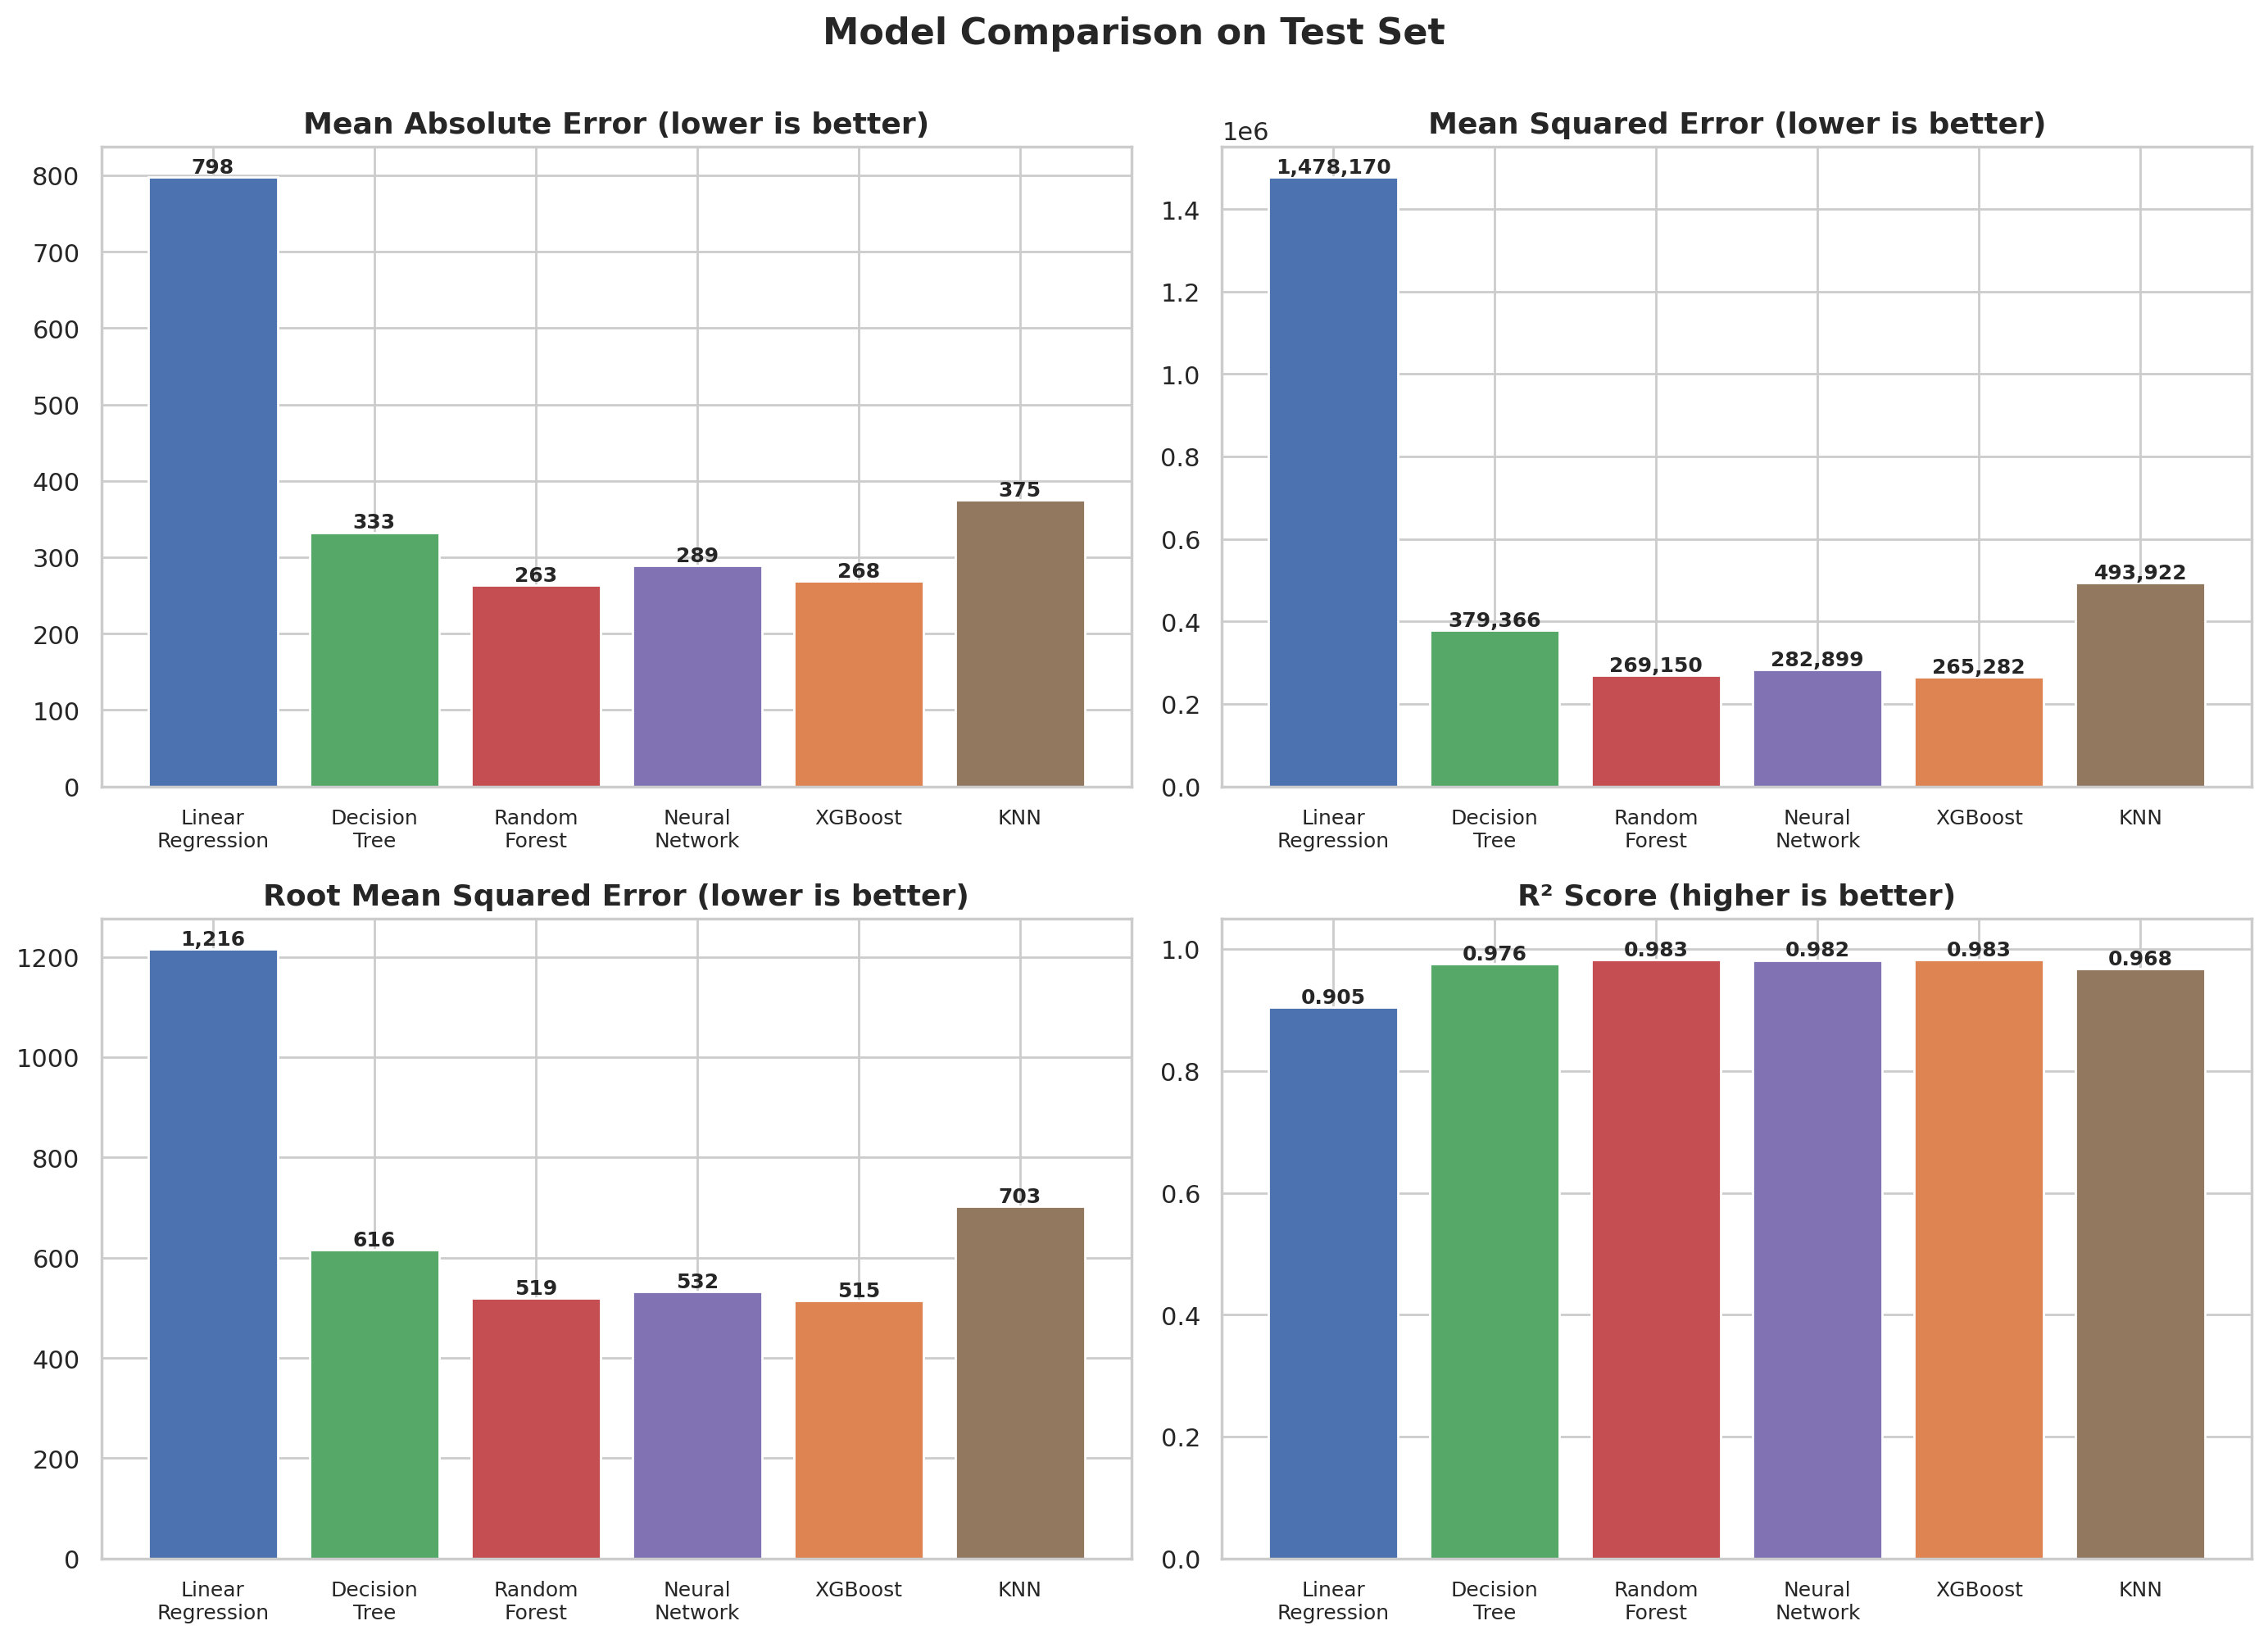 Model Comparison on Test Set
Mean Absolute Error (lower is better)
800
700
600
500
400
300
200
100
0
798
333
263
289
268
375
Linear
Regression
Decision
Tree
Random
Forest
Neural
Network
XGBoost
KNN
Mean Squared Error (lower is better)
1e6
1.4
1.2
1.0
0.8
0.6
0.4
0.2
0.0
1,478,170
379,366
269,150
282,899
265,282
493,922
Linear
Regression
Decision
Tree
Random
Forest
Neural
Network
XGBoost
KNN
Root Mean Squared Error (lower is better)
1200
1000
800
600
400
200
0
1,216
616
519
532
515
703
Linear
Regression
Decision
Tree
Random
Forest
Neural
Network
XGBoost
KNN
R² Score (higher is better)
1.0
0.8
0.6
0.4
0.2
0.0
0.905
0.976
0.983
0.982
0.983
0.968
Linear
Regression
Decision
Tree
Random
Forest
Neural
Network
XGBoost
KNN